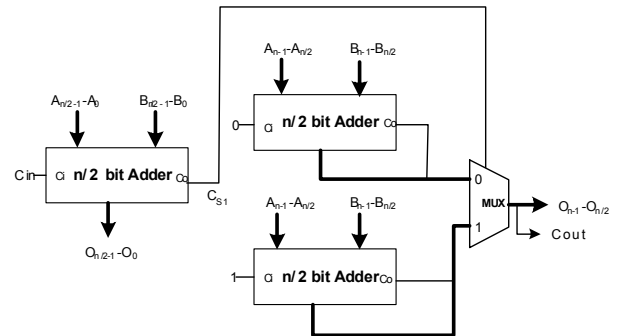 An-1-An/2
Bn-1-Bn/2
An/2-1-A0
Bn/2-1-B0
0
Ci n/2 bit Adder Co
Cin
Ci n/2 bit Adder Co
CS1
On/2-1-O0
An-1-An/2
Bn-1-Bn/2
0
MUX
1
On-1-On/2
Cout
1
Ci n/2 bit Adder Co